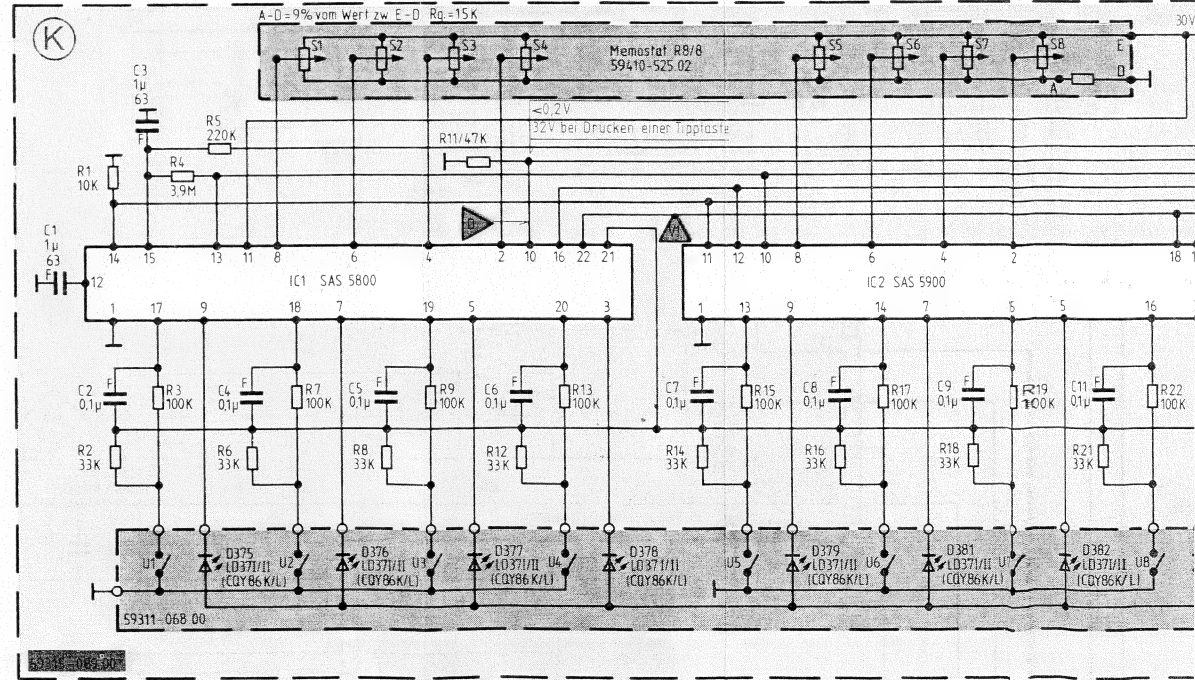 A-D=9% vom Wert zw E-D Rg.=15K
30V
K
S1 S2 S3 S4
Memostat R8/8
59410-525.02
S5 S6 S7 S8 E
A D
C3
1µ
63
F
<0,2V
32V bei Drücken einer Tipptaste
R5
220K
R11/47K
R1
10K
R4
3,9M
C1
1µ
63
F
14 15 13 11 8 6 4 2 10 16 22 21
11 12 10 8 6 4 2 18
12
IC1 SAS 5800
IC2 SAS 5900
1 17 9 18 7 19 5 20 3
1 13 9 14 7 5 16
C2
0,1µ
F
R3
100K
C4
0,1µ
F
R7
100K
C5
0,1µ
F
R9
100K
C6
0,1µ
F
R13
100K
C7
0,1µ
F
R15
100K
C8
0,1µ
F
R17
100K
C9
0,1µ
F
R19
100K
C11
0,1µ
F
R22
100K
R2
33K
R6
33K
R8
33K
R12
33K
R14
33K
R16
33K
R18
33K
R21
33K
U1
D375
LD371/II
(CQY86K/L)
U2
D376
LD371/II
(CQY86K/L)
U3
D377
LD371/II
(CQY86K/L)
U4
D378
LD371/II
(CQY86K/L)
U5
D379
LD371/II
(CQY86K/L)
U6
D381
LD371/II
(CQY86K/L)
D382
LD371/II
(CQY86K/L)
U8
59311-068.00